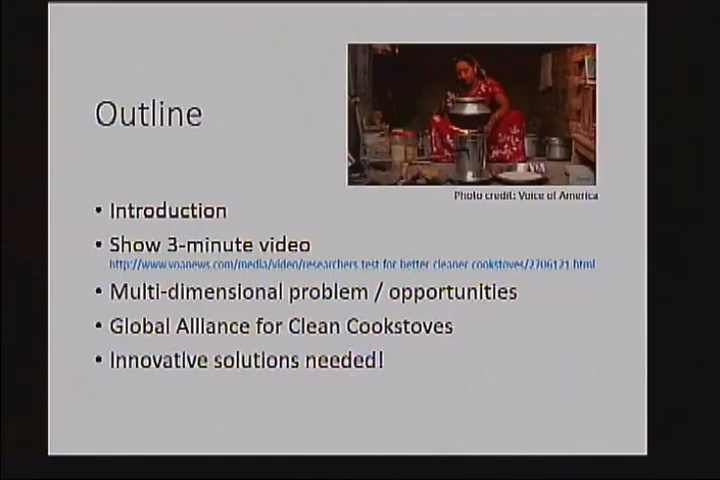 Outline
Photo credit: Voice of America
• Introduction
• Show 3-minute video
http://www.voanews.com/media/video/researchers-test-for-better-cleaner-cookstoves/2706121.html
• Multi-dimensional problem / opportunities
• Global Alliance for Clean Cookstoves
• Innovative solutions needed!